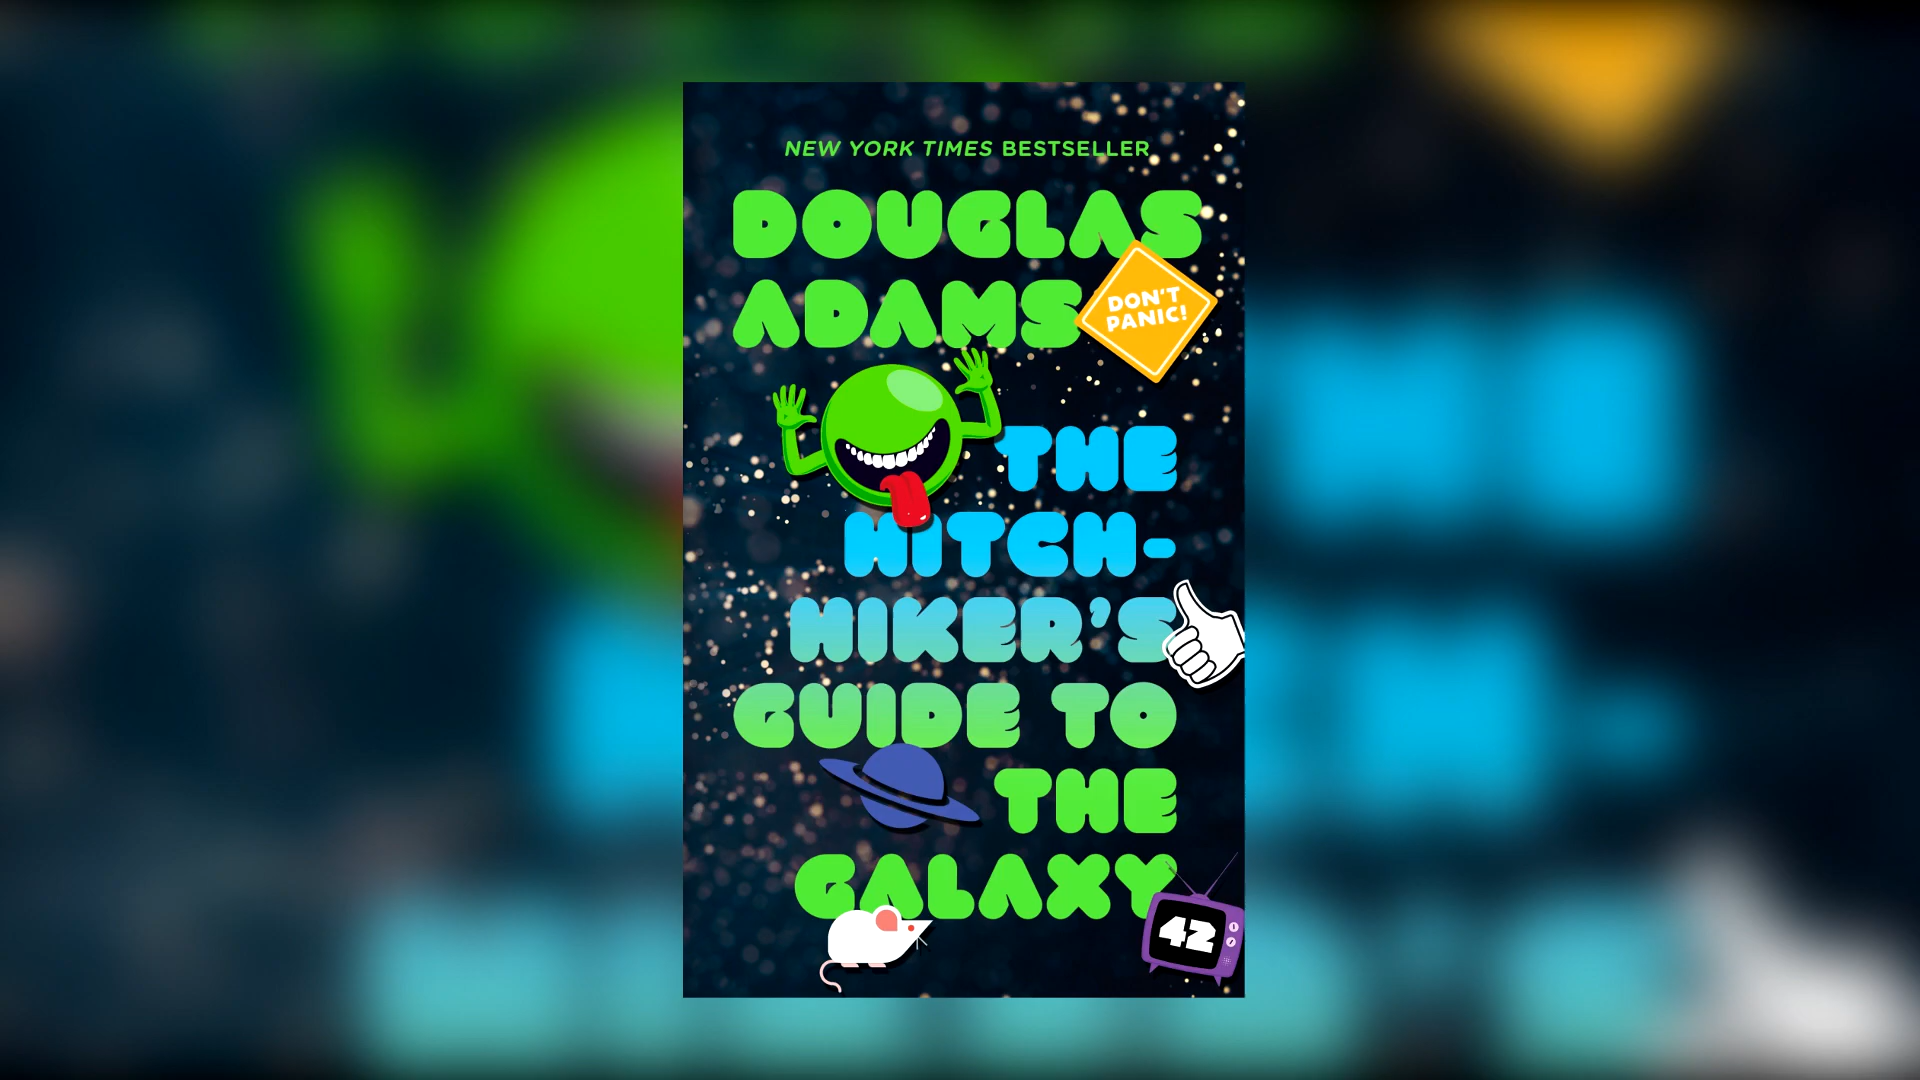 NEW YORK TIMES BESTSELLER
DOUGLAS
ADAMS
DON'T
PANIC!
THE
HITCH-
HIKER'S
GUIDE TO
THE
GALAXY
42